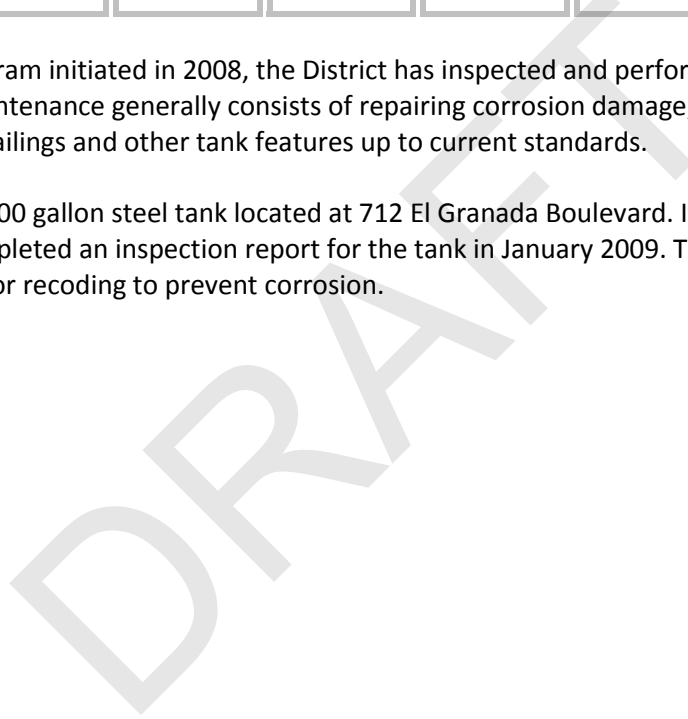 ram initiated in 2008, the District has inspected and perfor
ntenance generally consists of repairing corrosion damage,
ailings and other tank features up to current standards.
00 gallon steel tank located at 712 El Granada Boulevard. I
pleted an inspection report for the tank in January 2009. T
or recoding to prevent corrosion.
DRAFT